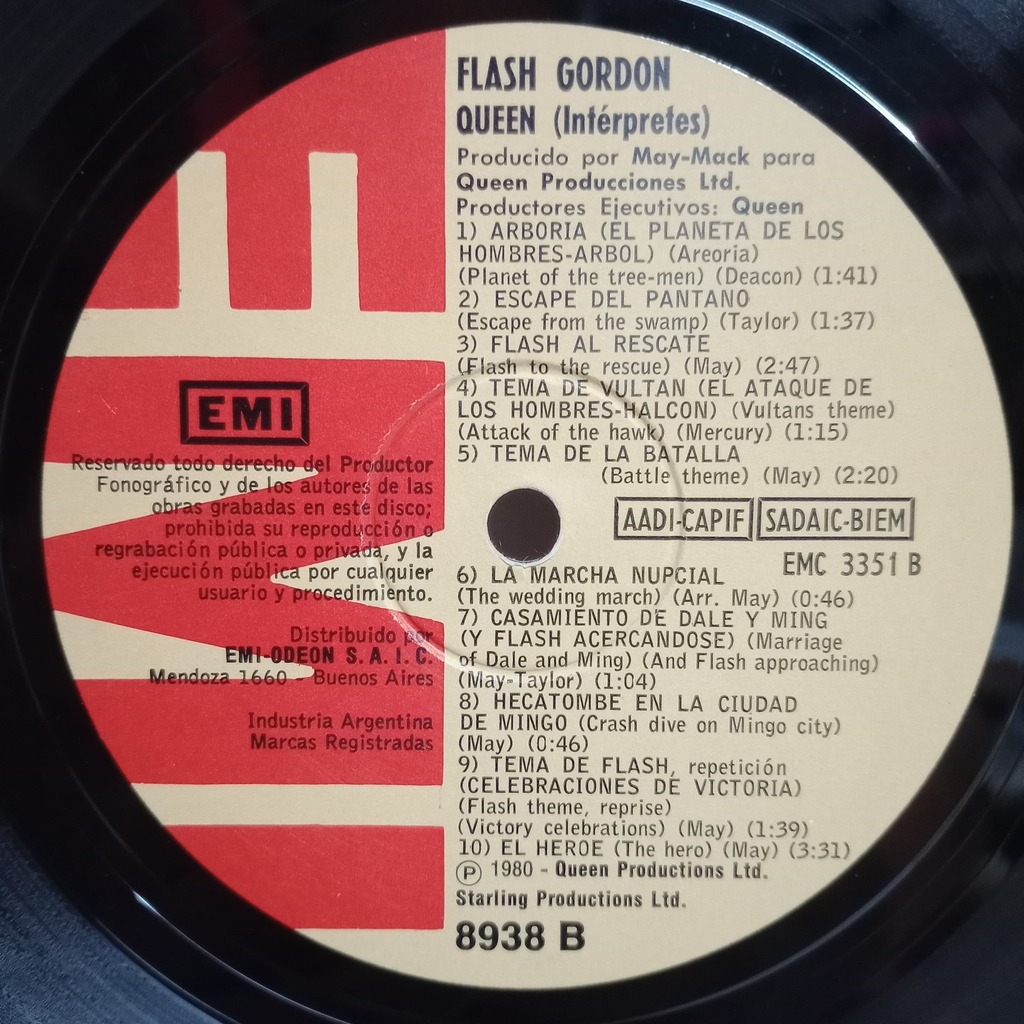 FLASH GORDON
QUEEN (Intérpretes)
Producido por May-Mack para
Queen Producciones Ltd.
Productores Ejecutivos: Queen
1) ARBORIA (EL PLANETA DE LOS
HOMBRES-ARBOL) (Areoria)
(Planet of the tree-men) (Deacon) (1:41)
2) ESCAPE DEL PANTANO
(Escape from the swamp) (Taylor) (1:37)
3) FLASH AL RESCATE
(Flash to the rescue) (May) (2:47)
4) TEMA DE VULTAN (EL ATAQUE DE
LOS HOMBRES-HALCON) (Vultans theme)
(Attack of the hawk) (Mercury) (1:15)
5) TEMA DE LA BATALLA
(Battle theme) (May) (2:20)
AADI-CAPIF SADAIC-BIEM
EMC 3351 B
6) LA MARCHA NUPCIAL
(The wedding march) (Arr. May) (0:46)
7) CASAMIENTO DE DALE Y MING
(Y FLASH ACERCANDOSE) (Marriage
of Dale and Ming) (And Flash approaching)
(May-Taylor) (1:04)
8) HECATOMBE EN LA CIUDAD
DE MINGO (Crash dive on Mingo city)
(May) (0:46)
9) TEMA DE FLASH, repetición
(CELEBRACIONES DE VICTORIA)
(Flash theme, reprise)
(Victory celebrations) (May) (1:39)
10) EL HEROE (The hero) (May) (3:31)
Ⓟ 1980 - Queen Productions Ltd.
Starling Productions Ltd.
8938 B
EMI
EMI
Reservado todo derecho del Productor
Fonográfico y de los autores de las
obras grabadas en este disco;
prohibida su reproducción o
regrabación pública o privada, y la
ejecución pública por cualquier
usuario y procedimiento.
Distribuido por
EMI-ODEON S. A. I. C.
Mendoza 1660 - Buenos Aires
Industria Argentina
Marcas Registradas